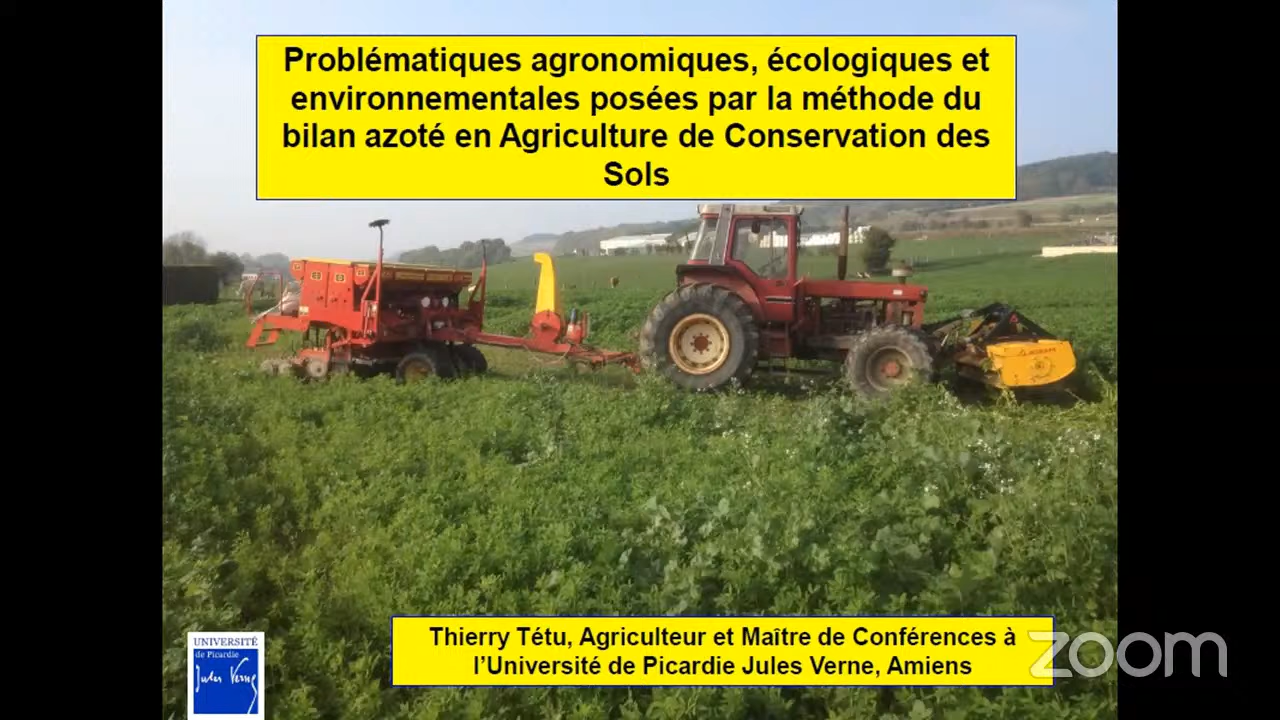 Problématiques agronomiques, écologiques et
environnementales posées par la méthode du
bilan azoté en Agriculture de Conservation des
Sols
Thierry Tétu, Agriculteur et Maître de Conférences à
l’Université de Picardie Jules Verne, Amiens
zoom
UNIVERSITÉ
de Picardie
Jules Verne